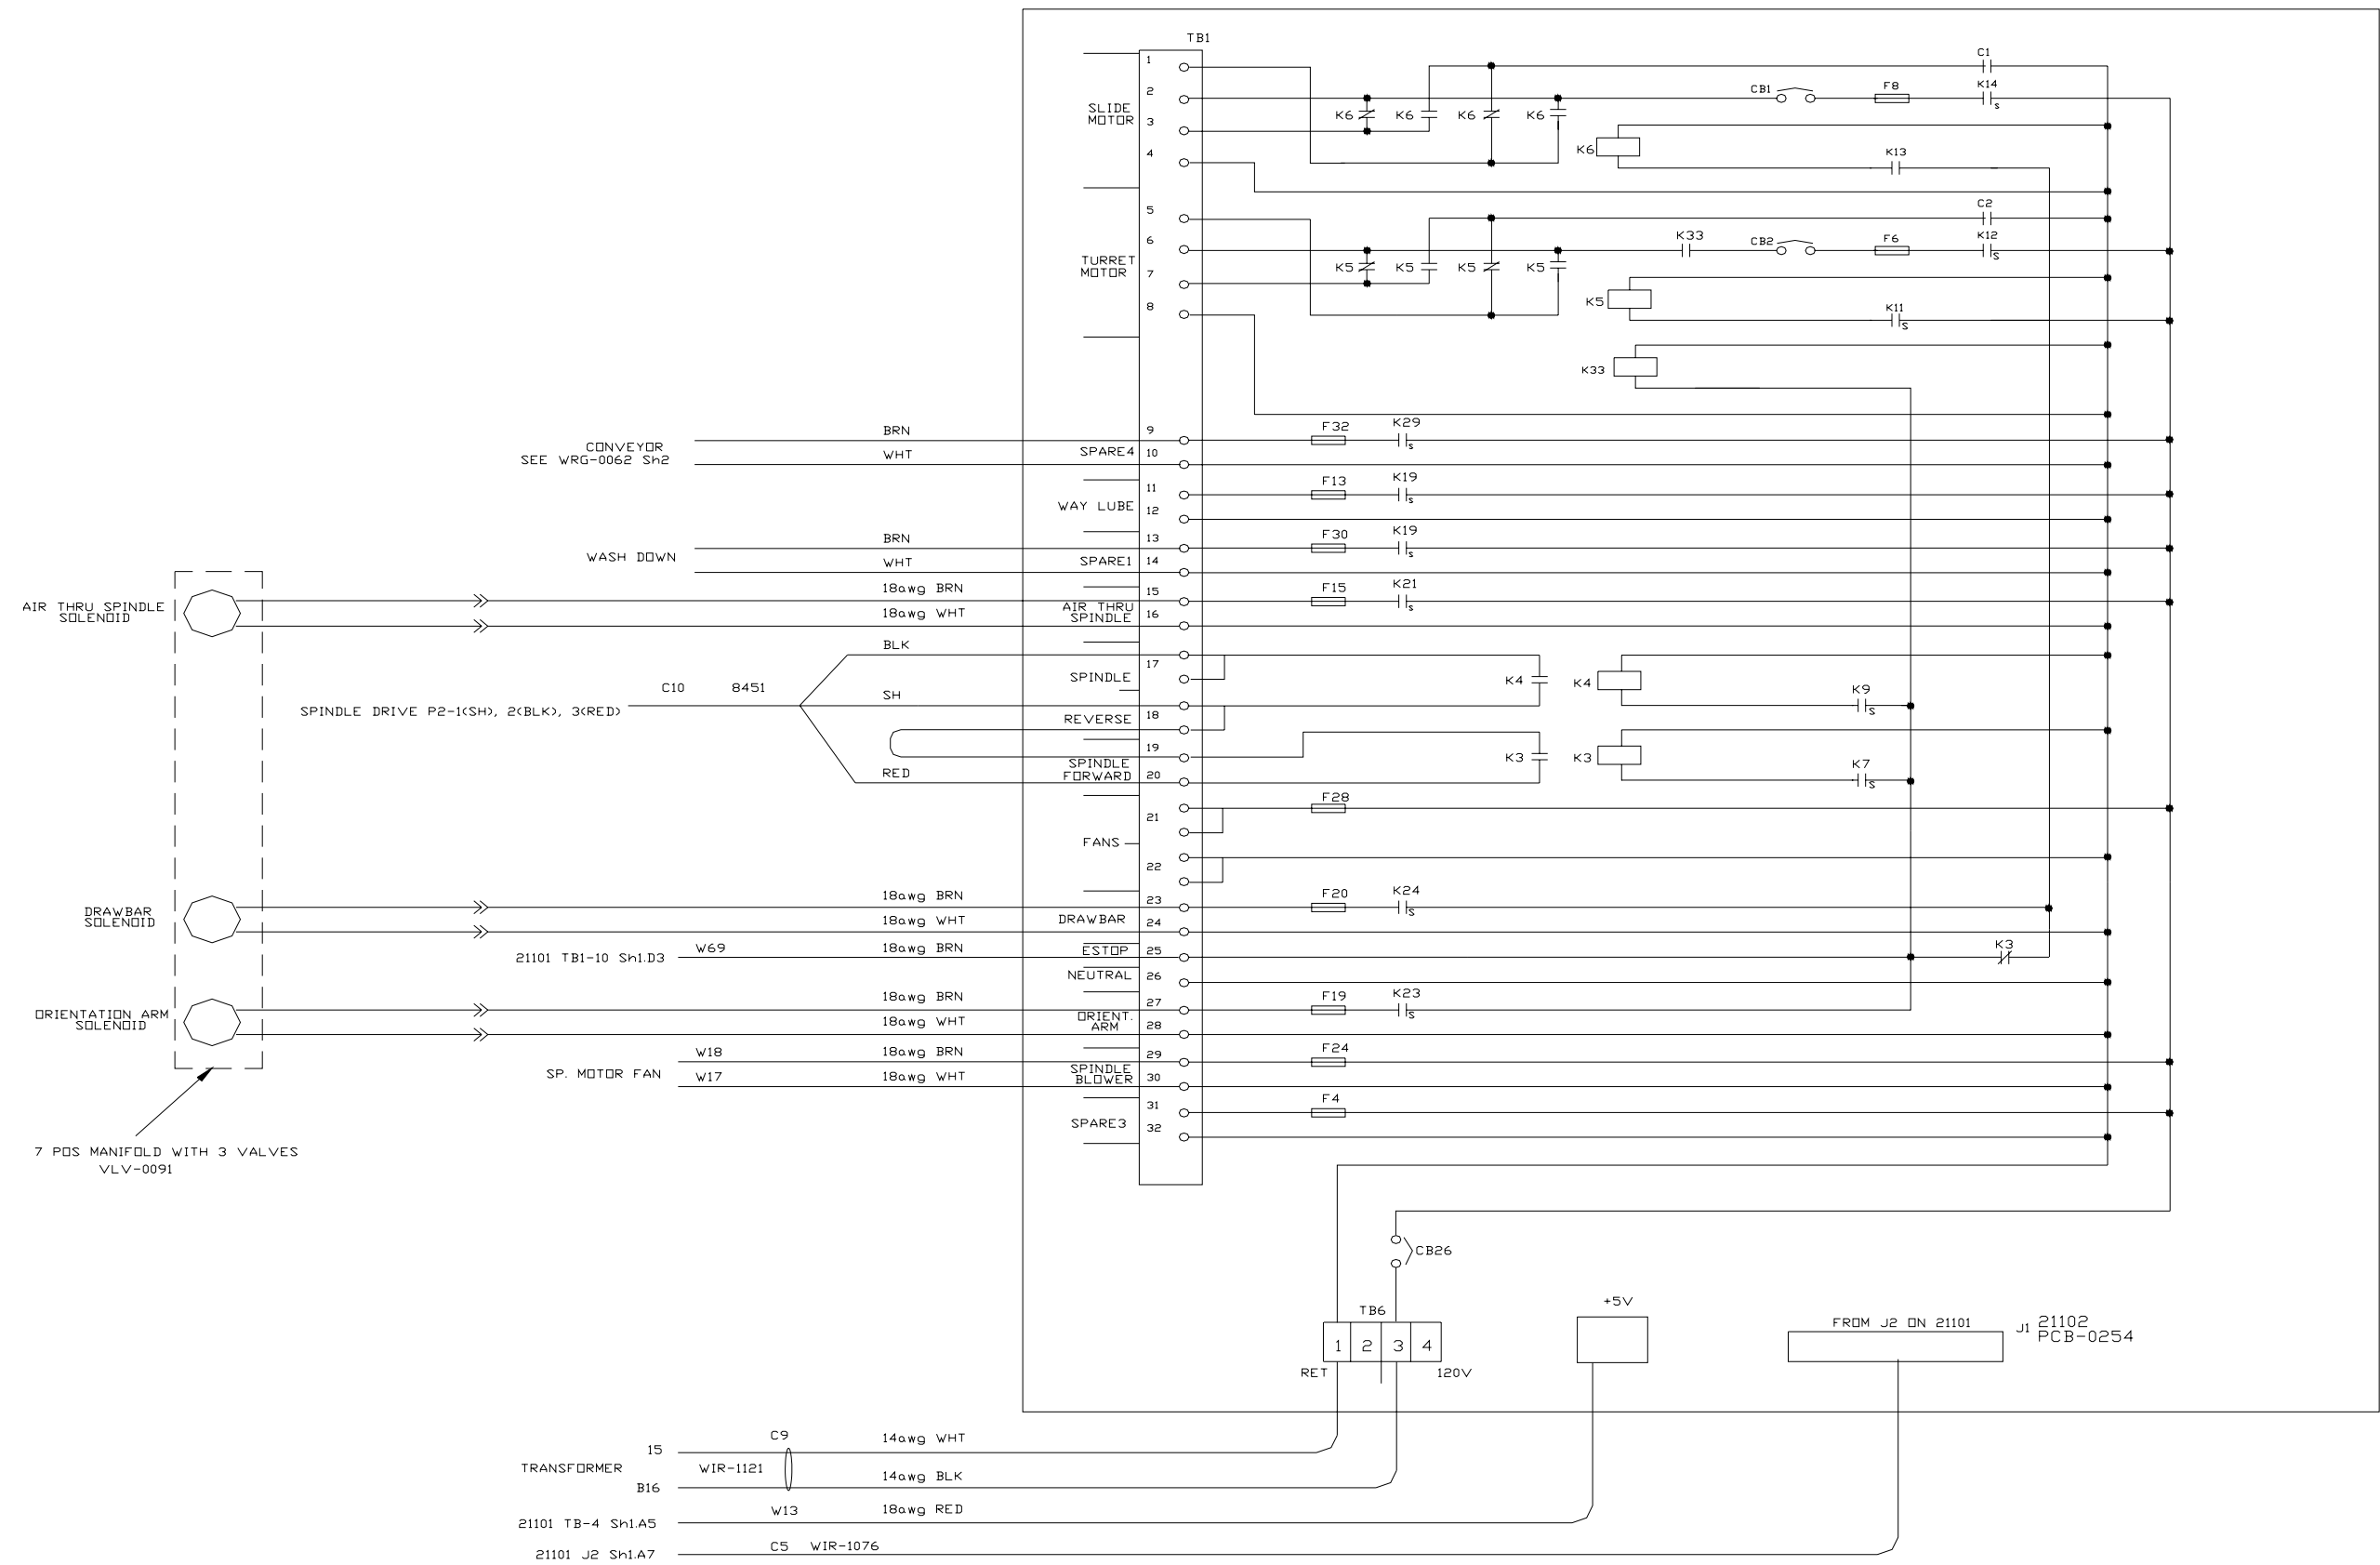 TB1
1
C1
2
CB1
F8
K14
S
SLIDE
MOTOR
K6
K6
K6
K6
3
K6
4
K13
5
C2
6
K33
CB2
F6
K12
S
TURRET
MOTOR
K5
K5
K5
K5
7
K5
8
K11
S
K33
CONVEYOR
SEE WRG-0062 Sh2
BRN
WHT
SPARE4
9
10
F32
K29
S
WAY LUBE
11
12
F13
K19
S
WASH DOWN
BRN
WHT
SPARE1
13
14
F30
K19
S
AIR THRU SPINDLE
SOLENOID
18awg BRN
18awg WHT
AIR THRU
SPINDLE
15
16
F15
K21
S
BLK
17
SPINDLE
K4
K4
K9
S
C10 8451
SPINDLE DRIVE P2-1(SH), 2(BLK), 3(RED)
SH
REVERSE
18
19
SPINDLE
FORWARD
20
RED
K3
K3
K7
S
F28
21
FANS
22
DRAWBAR
SOLENOID
18awg BRN
18awg WHT
DRAWBAR
23
24
F20
K24
S
21101 TB1-10 Sh1.D3
W69
18awg BRN
ESTOP
25
K3
NEUTRAL
26
ORIENTATION ARM
SOLENOID
18awg BRN
18awg WHT
ORIENT.
ARM
27
28
F19
K23
S
SP. MOTOR FAN
W18
W17
18awg BRN
18awg WHT
SPINDLE
BLOWER
29
30
F24
SPARE3
31
32
F4
7 POS MANIFOLD WITH 3 VALVES
VLV-0091
CB26
TB6
1 2 3 4
RET
120V
+5V
FROM J2 ON 21101
J1
21102
PCB-0254
TRANSFORMER
15
B16
C9
WIR-1121
14awg WHT
14awg BLK
21101 TB-4 Sh1.A5
W13
18awg RED
21101 J2 Sh1.A7
C5 WIR-1076